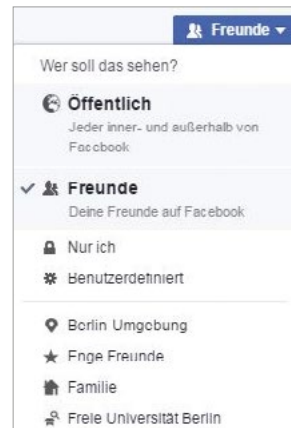 Freunde
Wer soll das sehen?
Öffentlich
Jeder inner- und außerhalb von
Facebook
Freunde
Deine Freunde auf Facebook
Nur ich
Benutzerdefiniert
Berlin Umgebung
Enge Freunde
Familie
Freie Universität Berlin